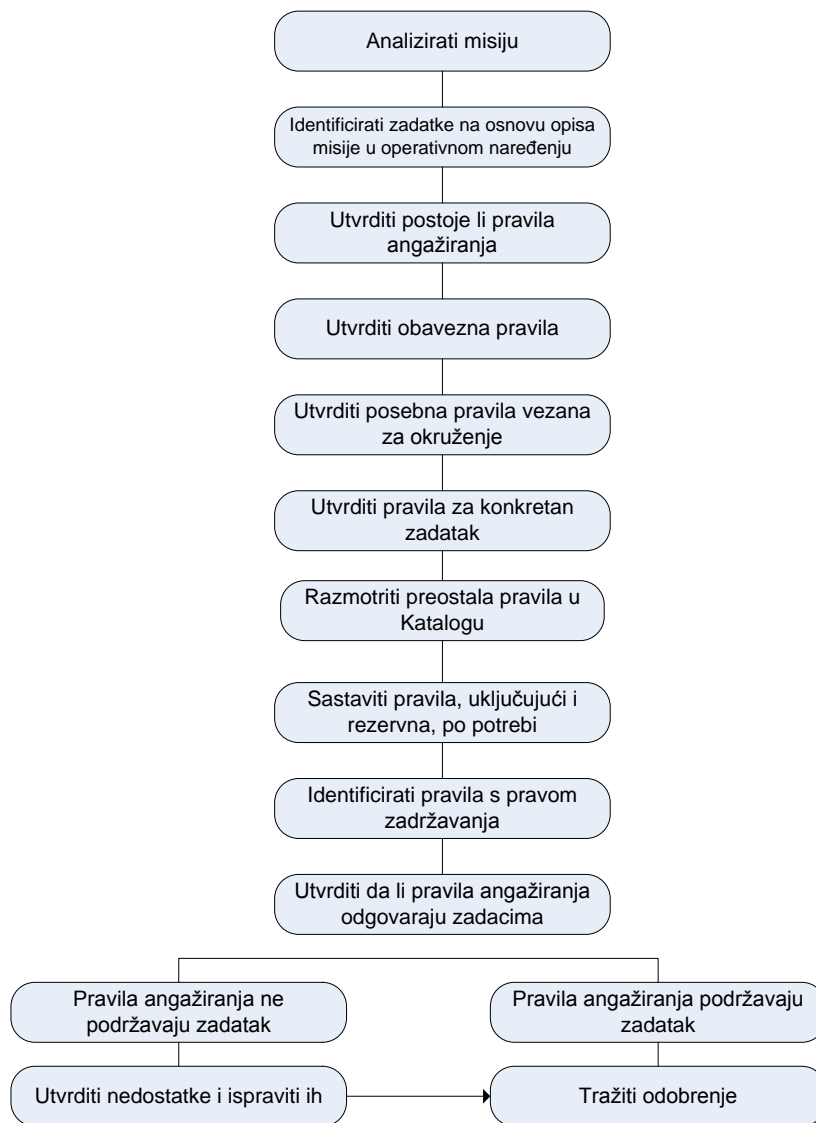 Analizirati misiju
Identificirati zadatke na osnovu opisa
misije u operativnom naređenju
Utvrditi postoje li pravila
angažiranja
Utvrditi obavezna pravila
Utvrditi posebna pravila vezana
za okruženje
Utvrditi pravila za konkretan
zadatak
Razmotriti preostala pravila u
Katalogu
Sastaviti pravila, uključujući i
rezervna, po potrebi
Identificirati pravila s pravom
zadržavanja
Utvrditi da li pravila angažiranja
odgovaraju zadacima
Pravila angažiranja ne
podržavaju zadatak
Pravila angažiranja podržavaju
zadatak
Utvrditi nedostatke i ispraviti ih
Tražiti odobrenje